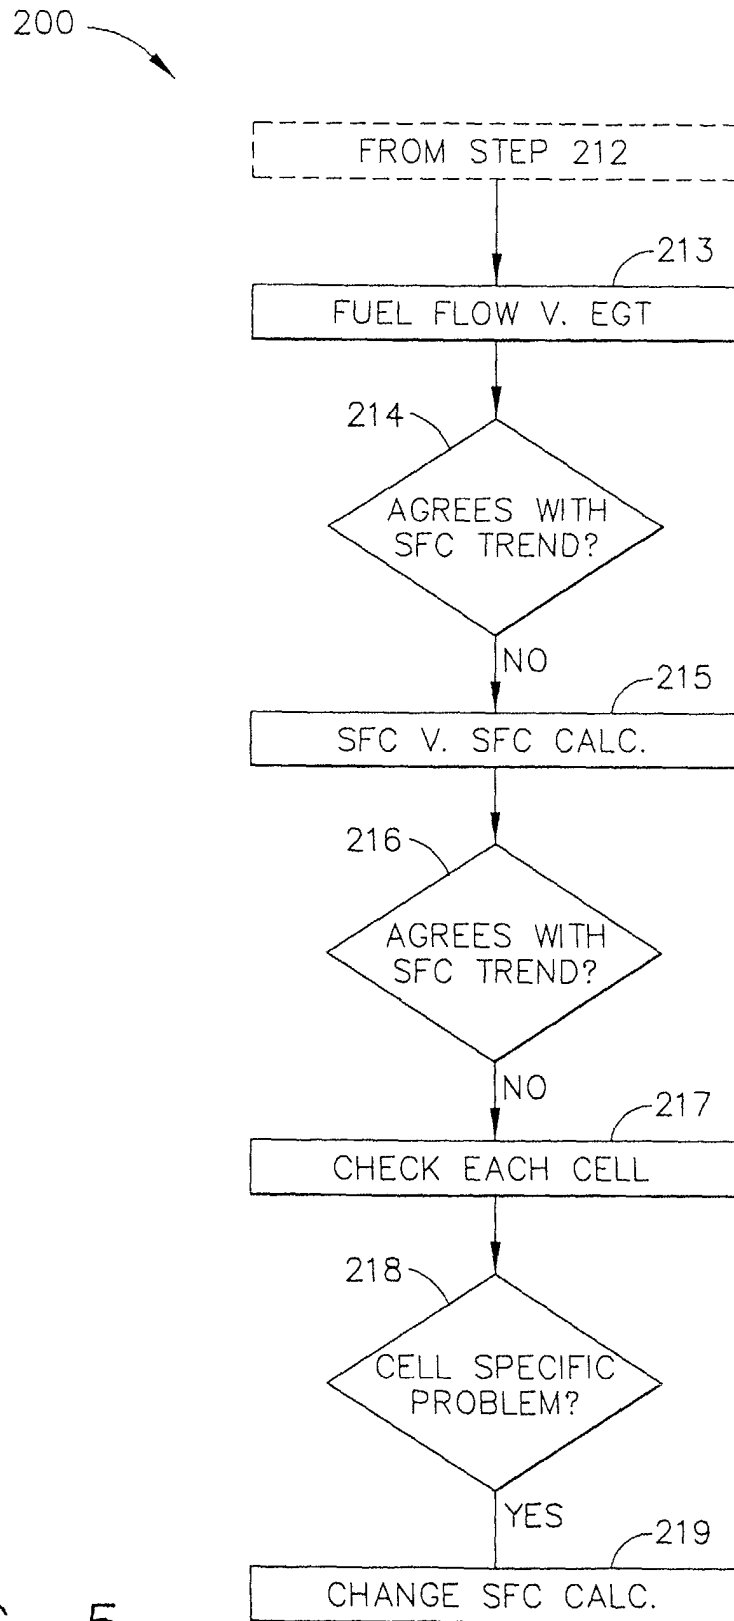 200
FROM STEP 212
213
FUEL FLOW V. EGT
214
AGREES WITH
SFC TREND?
NO
215
SFC V. SFC CALC.
216
AGREES WITH
SFC TREND?
NO
217
CHECK EACH CELL
218
CELL SPECIFIC
PROBLEM?
YES
219
CHANGE SFC CALC.
5